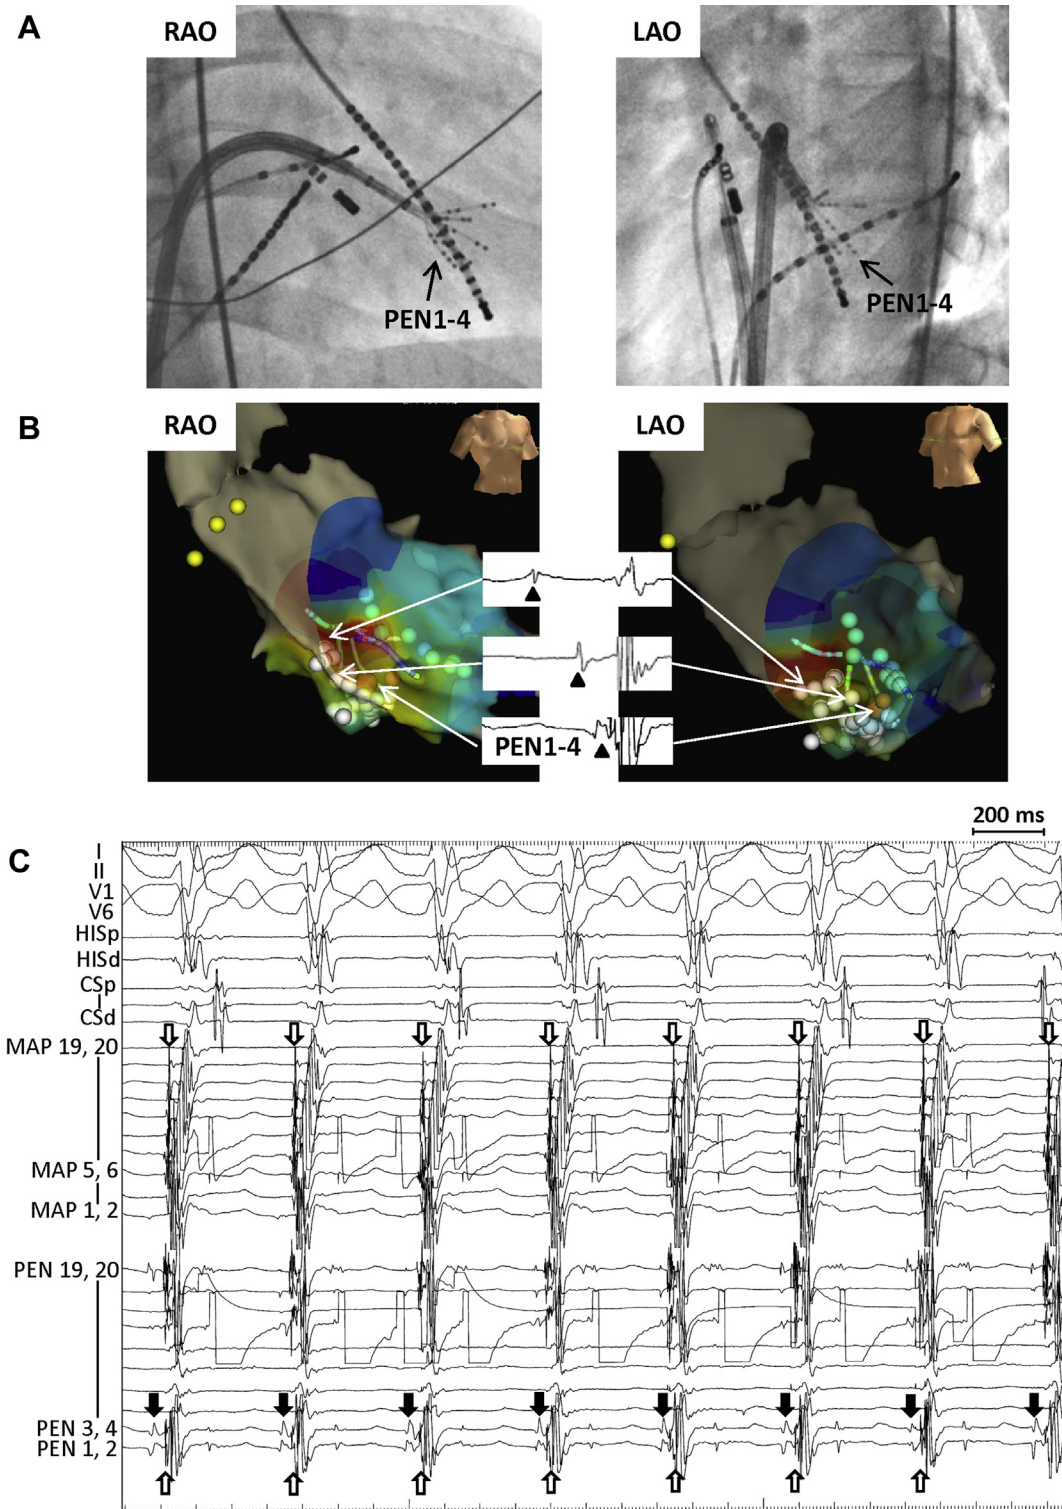 A
RAO
LAO
PEN1-4
PEN1-4
B
RAO
LAO
PEN1-4
200 ms
C
I
II
V1
V6
HISp
HISd
CSp
CSd
MAP 19, 20
MAP 5, 6
MAP 1, 2
PEN 19, 20
PEN 3, 4
PEN 1, 2